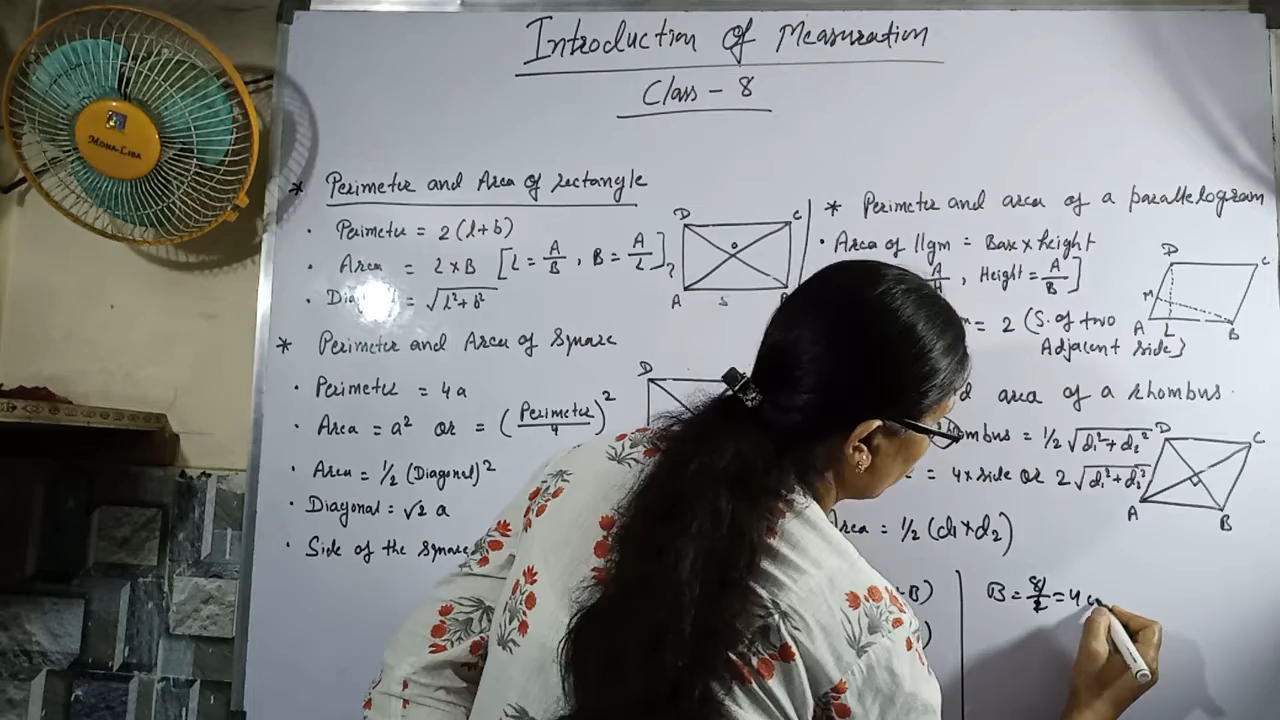 Introduction of Measuration
Class - 8
MONA-LISA
* Perimeter and Area of rectangle
· Perimeter = 2(l+b)
· Area = L×B [L = A/B , B = A/L]
· Diagonal = √l²+b²
D C
O
A 5
* Perimeter and Area of Square
· Perimeter = 4a
· Area = a² or = (Perimeter/4)²
· Area = 1/2 (Diagonal)²
· Diagonal = √2 a
· Side of the square
D
* Perimeter and area of a parallelogram
· Area of llgm = Base × height
, Height = A/B]
= 2 (S. of two
Adjacent side)
D C
M
A L B
area of a rhombus.
= 1/2 √d₁²+d₂²
= 4×side or 2√d₁²+d₂²
Area = 1/2 (d₁×d₂)
D C
A B
B)
)
B = 8/2 = 4 c